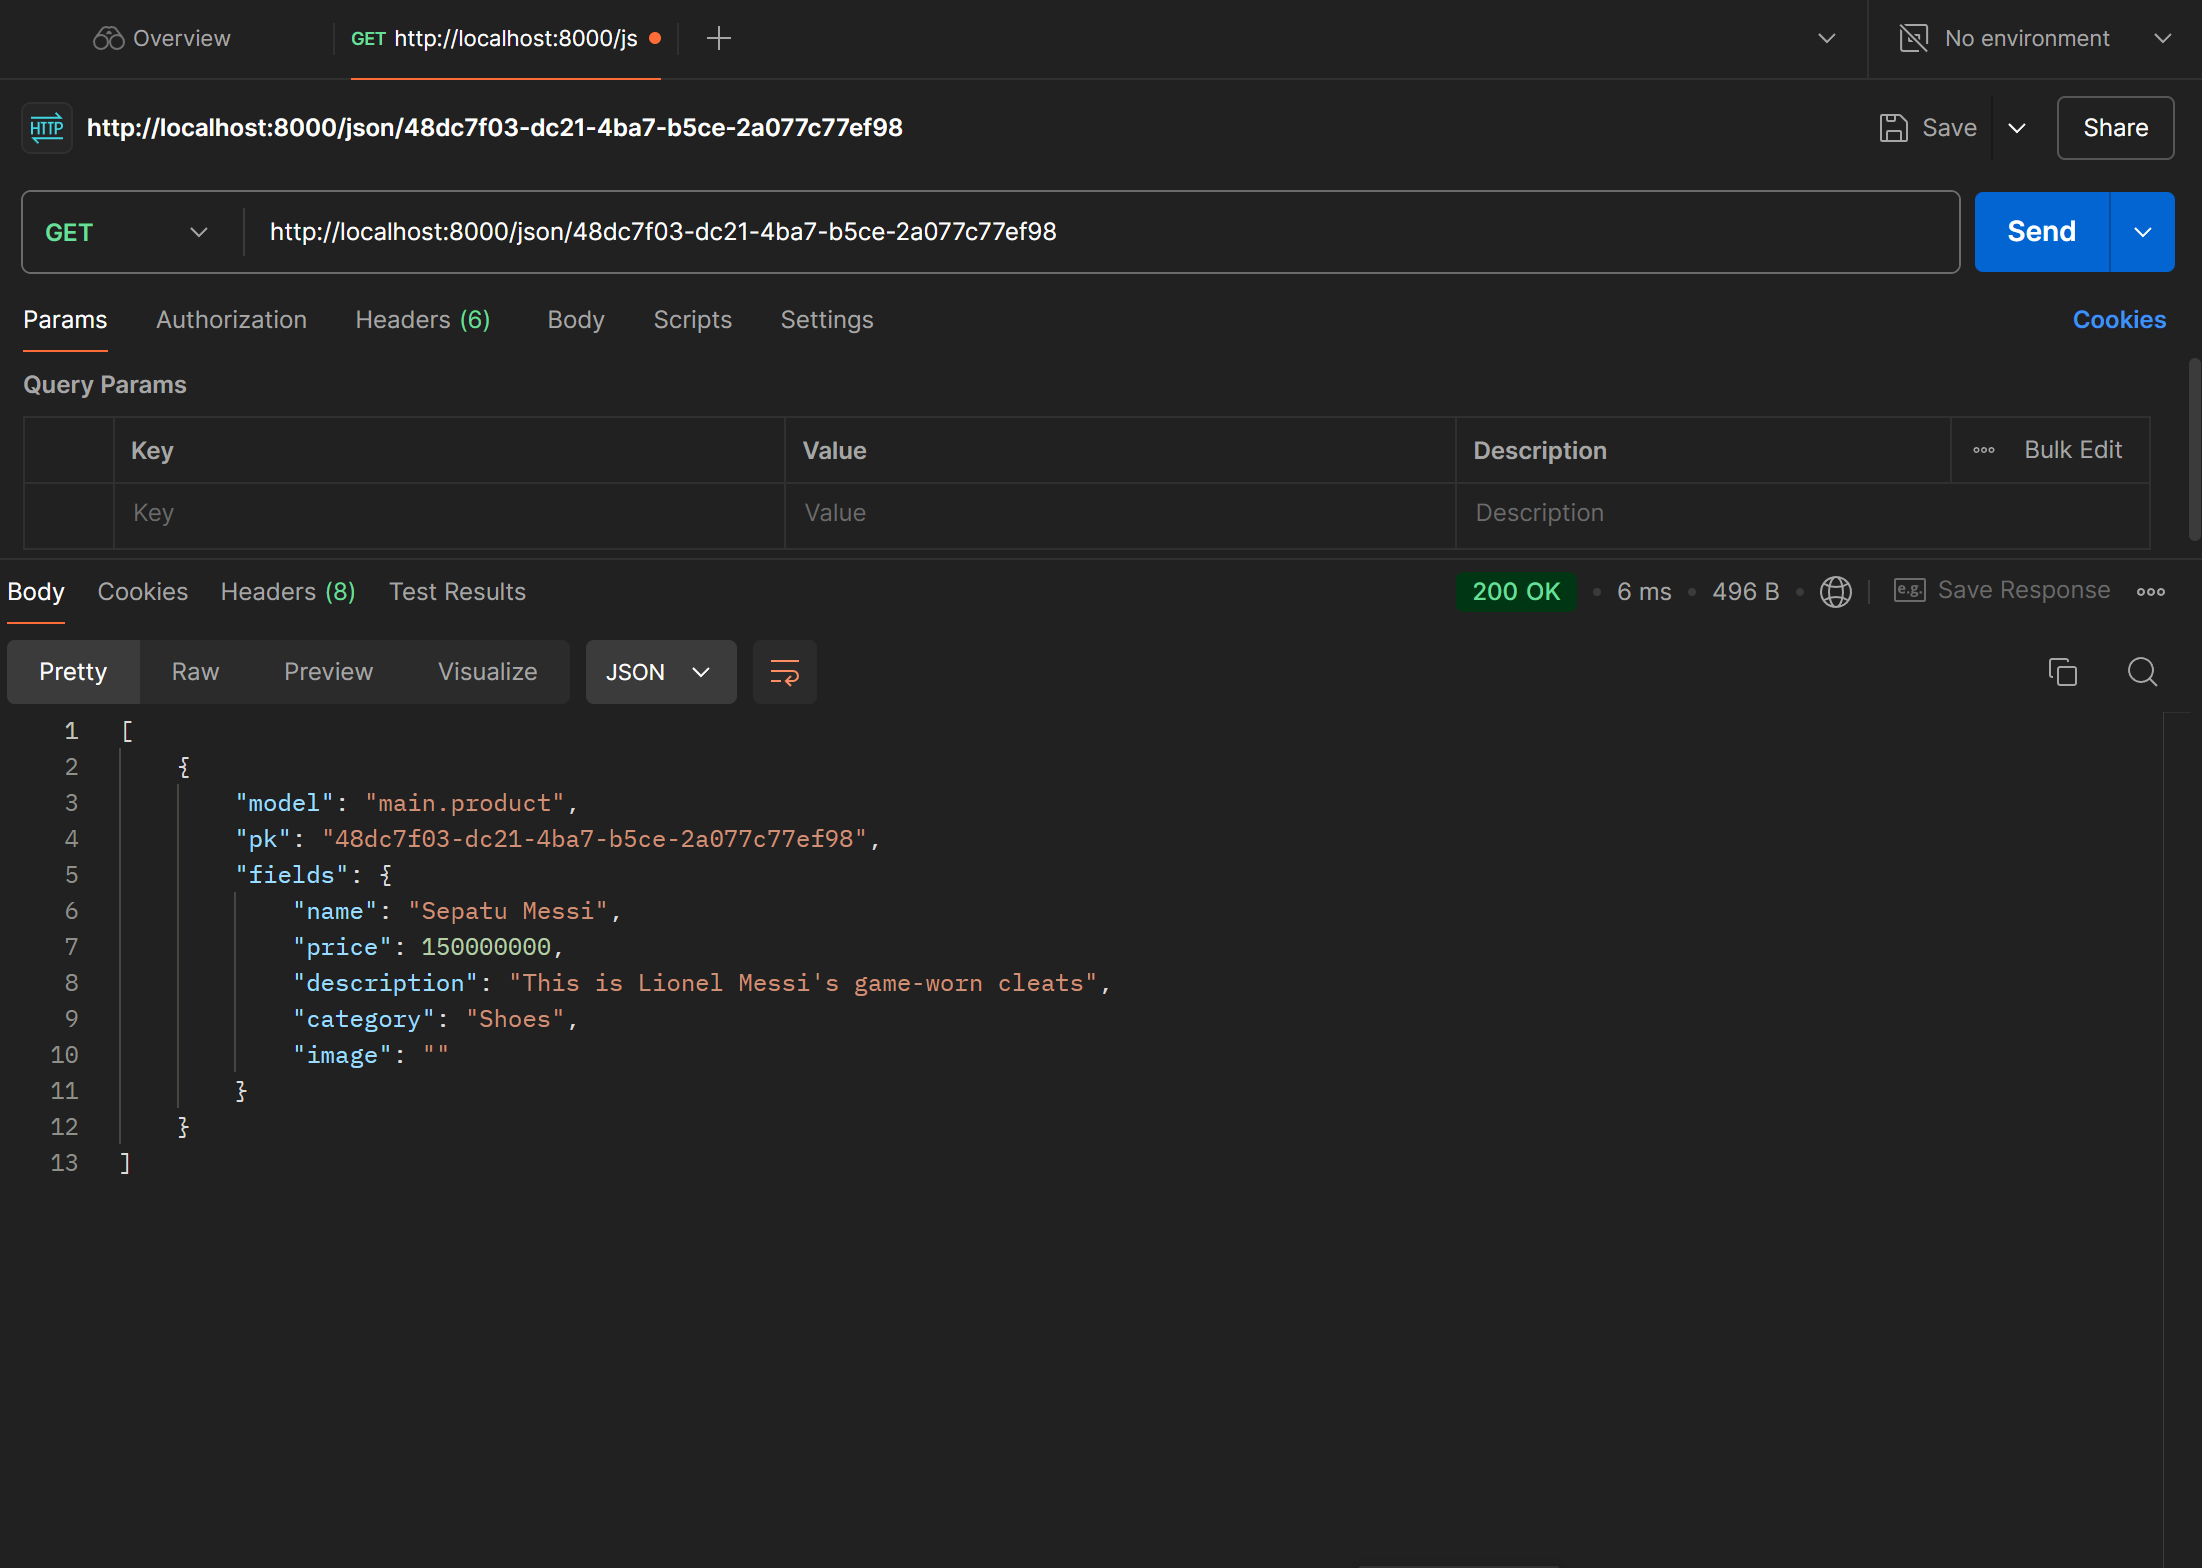 Overview GET http://localhost:8000/js No environment
HTTP http://localhost:8000/json/48dc7f03-dc21-4ba7-b5ce-2a077c77ef98 Save Share
GET http://localhost:8000/json/48dc7f03-dc21-4ba7-b5ce-2a077c77ef98 Send
Params Authorization Headers (6) Body Scripts Settings Cookies
Query Params
Key Value Description Bulk Edit
Key Value Description
Body Cookies Headers (8) Test Results 200 OK • 6 ms • 496 B • e.g. Save Response
Pretty Raw Preview Visualize JSON
1 [
2 {
3 "model": "main.product",
4 "pk": "48dc7f03-dc21-4ba7-b5ce-2a077c77ef98",
5 "fields": {
6 "name": "Sepatu Messi",
7 "price": 150000000,
8 "description": "This is Lionel Messi's game-worn cleats",
9 "category": "Shoes",
10 "image": ""
11 }
12 }
13 ]